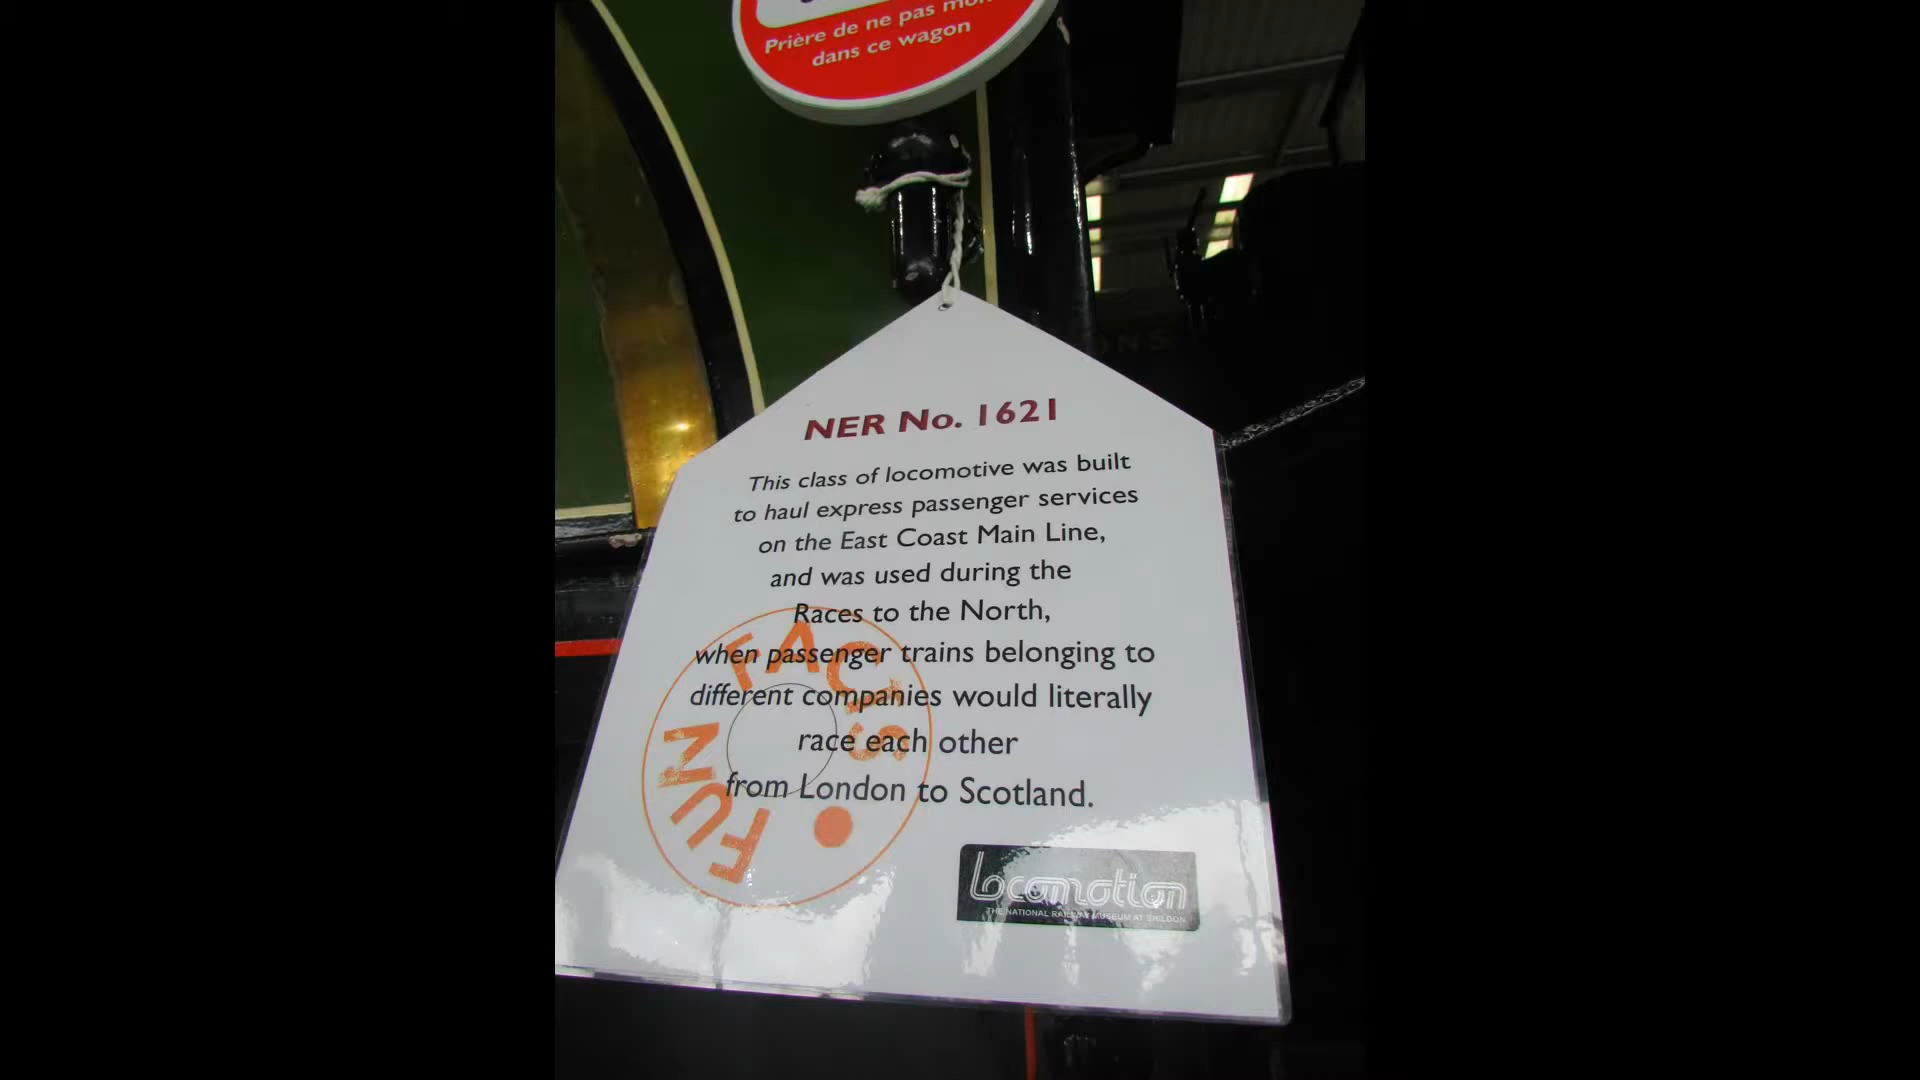 Prière de ne pas
dans ce wagon
NER No. 1621
This class of locomotive was built
to haul express passenger services
on the East Coast Main Line,
and was used during the
Races to the North,
when passenger trains belonging to
different companies would literally
race each other
from London to Scotland.
FUN FACTS
locomotion
THE NATIONAL RAILWAY MUSEUM AT SHILDON